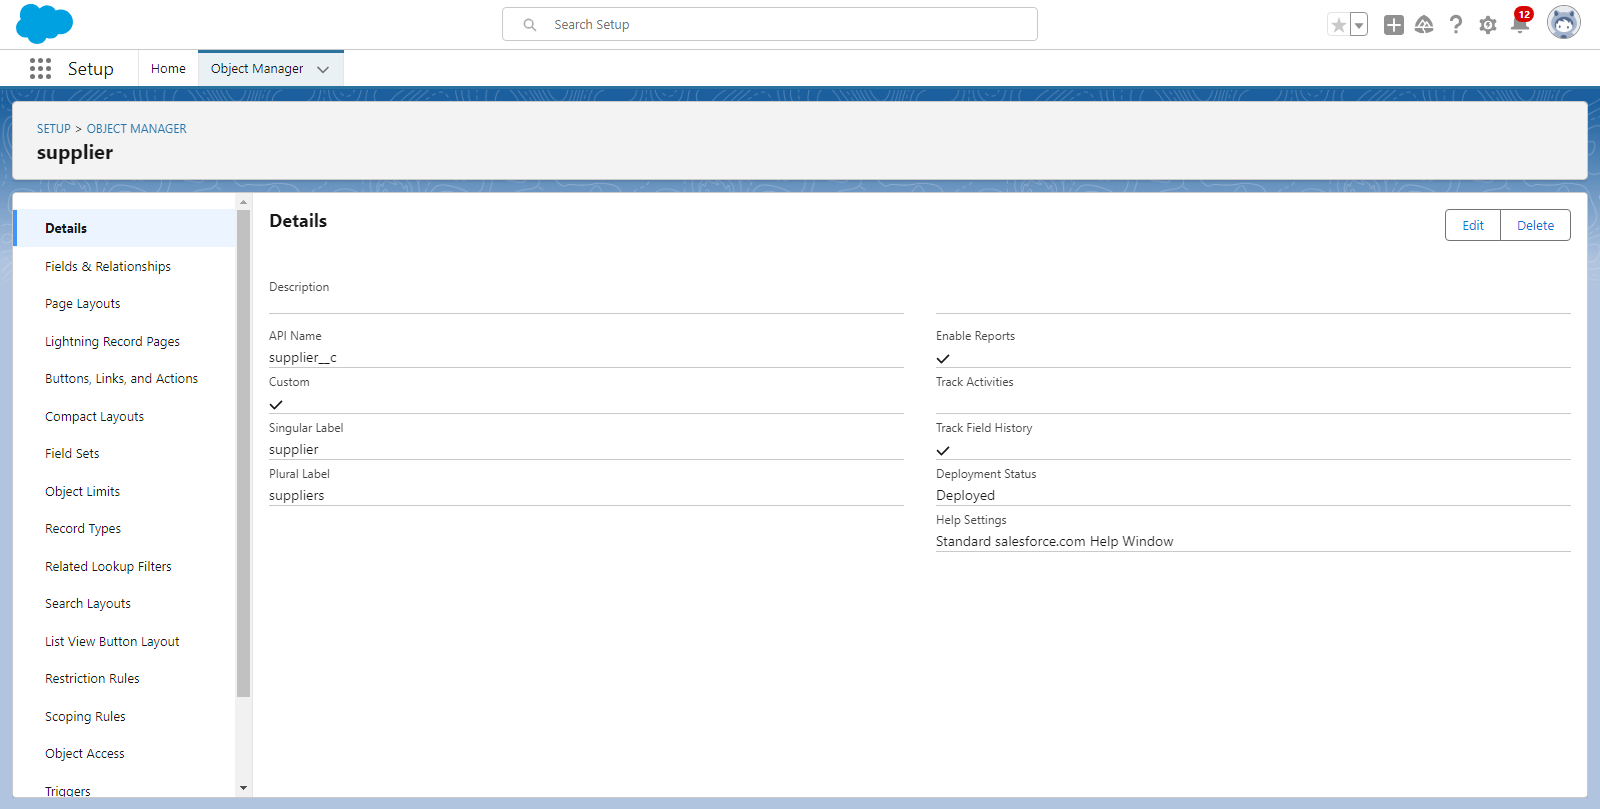 Search Setup
12
Setup
Home
Object Manager
SETUP > OBJECT MANAGER
supplier
Details
Fields & Relationships
Page Layouts
Lightning Record Pages
Buttons, Links, and Actions
Compact Layouts
Field Sets
Object Limits
Record Types
Related Lookup Filters
Search Layouts
List View Button Layout
Restriction Rules
Scoping Rules
Object Access
Triggers
Details
Edit
Delete
Description
API Name
supplier__c
Custom
Singular Label
supplier
Plural Label
suppliers
Enable Reports
Track Activities
Track Field History
Deployment Status
Deployed
Help Settings
Standard salesforce.com Help Window